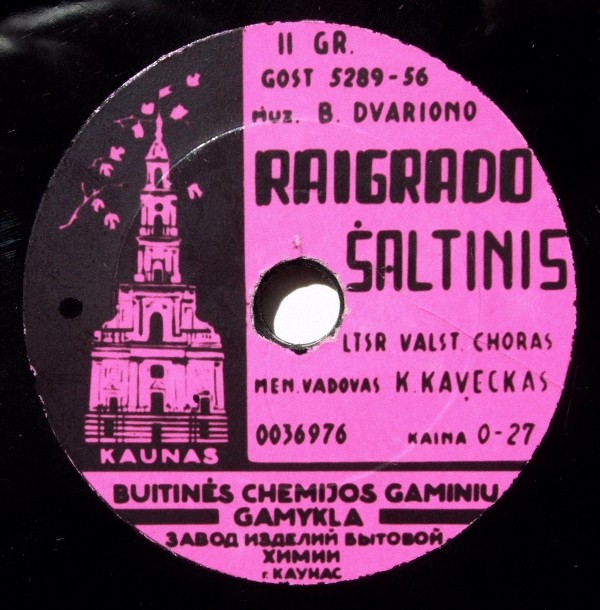 II GR.
GOST 5289-56
muz. B. DVARIONO
RAIGRADO
ŠALTINIS
LTSR VALST. CHORAS
MEN. VADOVAS K. KAVECKAS
0036976 KAINA 0-27
KAUNAS
BUITINĖS CHEMIJOS GAMINIU
GAMYKLA
ЗАВОД ИЗДЕЛИЙ БЫТОВОЙ
ХИМИИ
г. КАУНАС